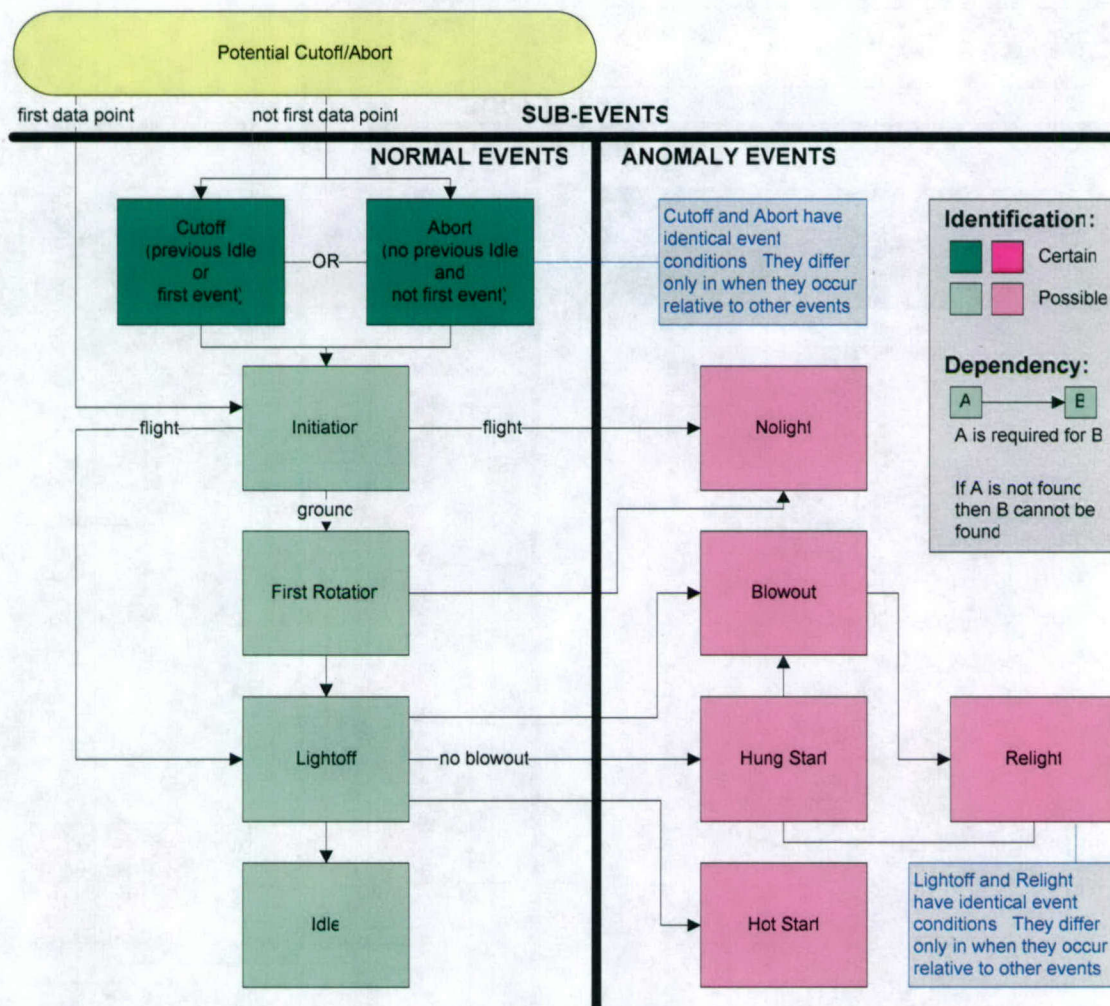 Potential Cutoff/Abort
first data point
not first data point
SUB-EVENTS
NORMAL EVENTS
ANOMALY EVENTS
Cutoff
(previous Idle
or
first event)
OR
Abort
(no previous Idle
and
not first event)
Cutoff and Abort have
identical event
conditions They differ
only in when they occur
relative to other events
Identification:
Certain
Possible
Dependency:
A
B
A is required for B
If A is not found
then B cannot be
found
flight
Initiation
flight
Nolight
ground
First Rotation
Blowout
Lightoff
no blowout
Hung Start
Relight
Idle
Hot Start
Lightoff and Relight
have identical event
conditions They differ
only in when they occur
relative to other events